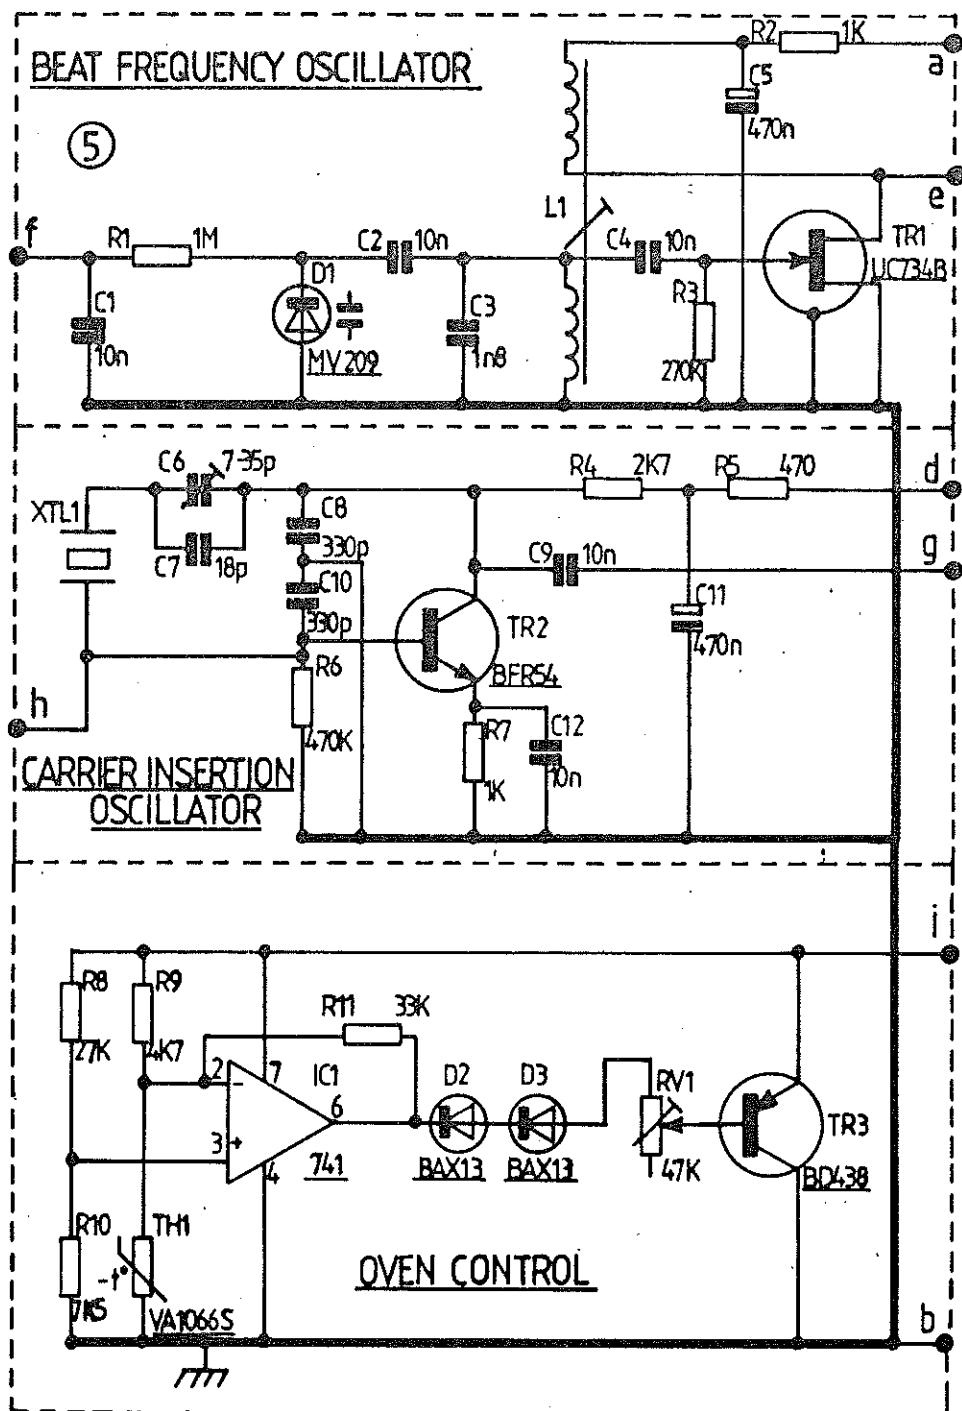 R2 1K
BEAT FREQUENCY OSCILLATOR
a
C5
470n
5
e
L1
f
R1 1M
C2 10n
C4 10n
TR1
UC734B
D1
C1
10n
MV209
C3
1n8
R3
270K
C6 7-35p
R4 2K7
R5 470
d
XTL1
C8
330p
C7 18p
C9 10n
g
C10
330p
C11
470n
TR2
BFR54
R6
470K
h
R7
1K
C12
10n
CARRIER INSERTION
OSCILLATOR
i
R8
27K
R9
4K7
R11 33K
2 -
7
IC1
6
D2
D3
RV1
3 +
4
741
BAX13
BAX13
47K
TR3
BD438
R10
7K5
TH1
-t°
VA1066S
OVEN CONTROL
b